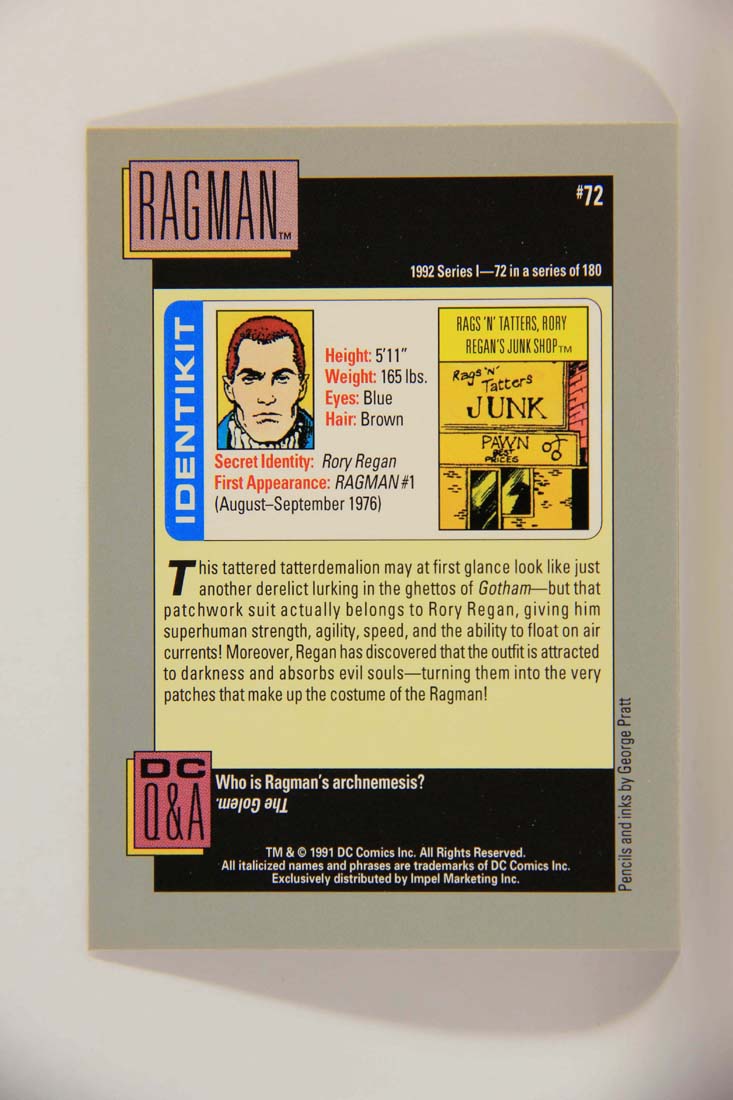 RAGMAN™
#72
1992 Series I—72 in a series of 180
IDENTIKIT
Height: 5'11"
Weight: 165 lbs.
Eyes: Blue
Hair: Brown
Secret Identity: Rory Regan
First Appearance: RAGMAN #1
(August–September 1976)
RAGS 'N' TATTERS, RORY
REGAN'S JUNK SHOP™
Rags 'N'
Tatters
JUNK
PAWN
BEST
PRICES
This tattered tatterdemalion may at first glance look like just
another derelict lurking in the ghettos of Gotham—but that
patchwork suit actually belongs to Rory Regan, giving him
superhuman strength, agility, speed, and the ability to float on air
currents! Moreover, Regan has discovered that the outfit is attracted
to darkness and absorbs evil souls—turning them into the very
patches that make up the costume of the Ragman!
DC
Q&A
Who is Ragman's archnemesis?
The Golem.
TM & © 1991 DC Comics Inc. All Rights Reserved.
All italicized names and phrases are trademarks of DC Comics Inc.
Exclusively distributed by Impel Marketing Inc.
Pencils and inks by George Pratt